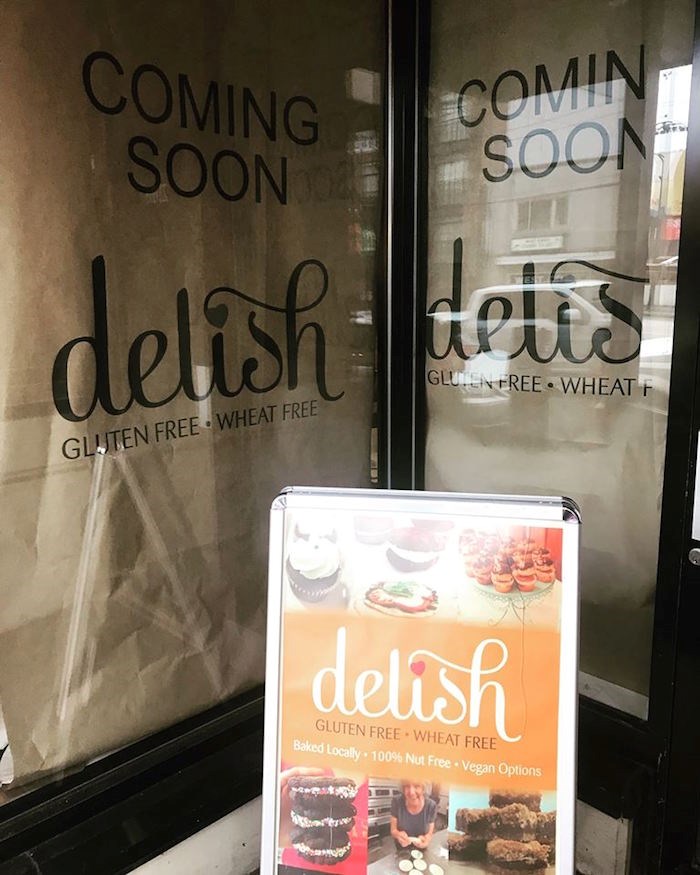 COMING
SOON
delish
GLUTEN FREE • WHEAT FREE
COMIN
SOON
delis
GLUTEN FREE • WHEAT F
delish
GLUTEN FREE • WHEAT FREE
Baked Locally • 100% Nut Free • Vegan Options